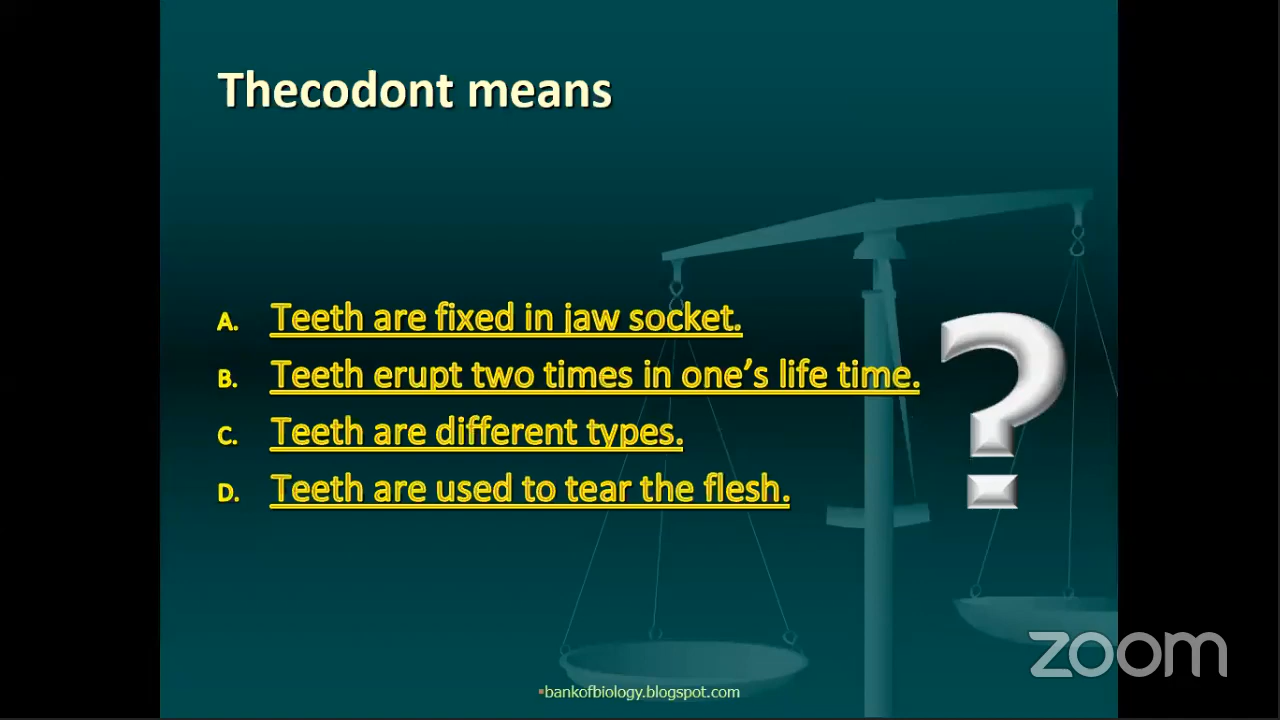 Thecodont means
A. Teeth are fixed in jaw socket.
B. Teeth erupt two times in one’s life time.
C. Teeth are different types.
D. Teeth are used to tear the flesh.
?
zoom
▪bankofbiology.blogspot.com